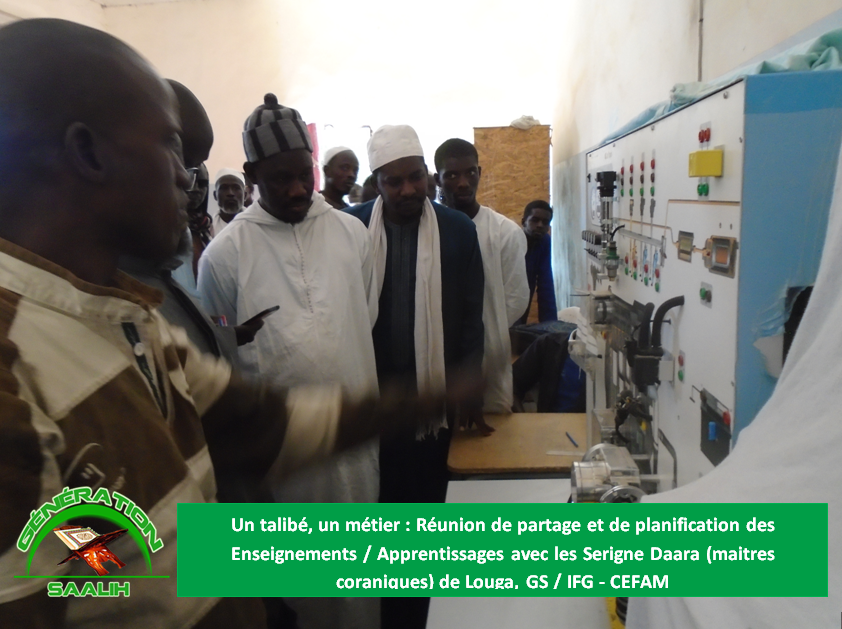 Un talibé, un métier : Réunion de partage et de planification des
Enseignements / Apprentissages avec les Serigne Daara (maitres
coraniques) de Louga, GS / IFG - CEFAM
GÉNÉRATION
SAALIH